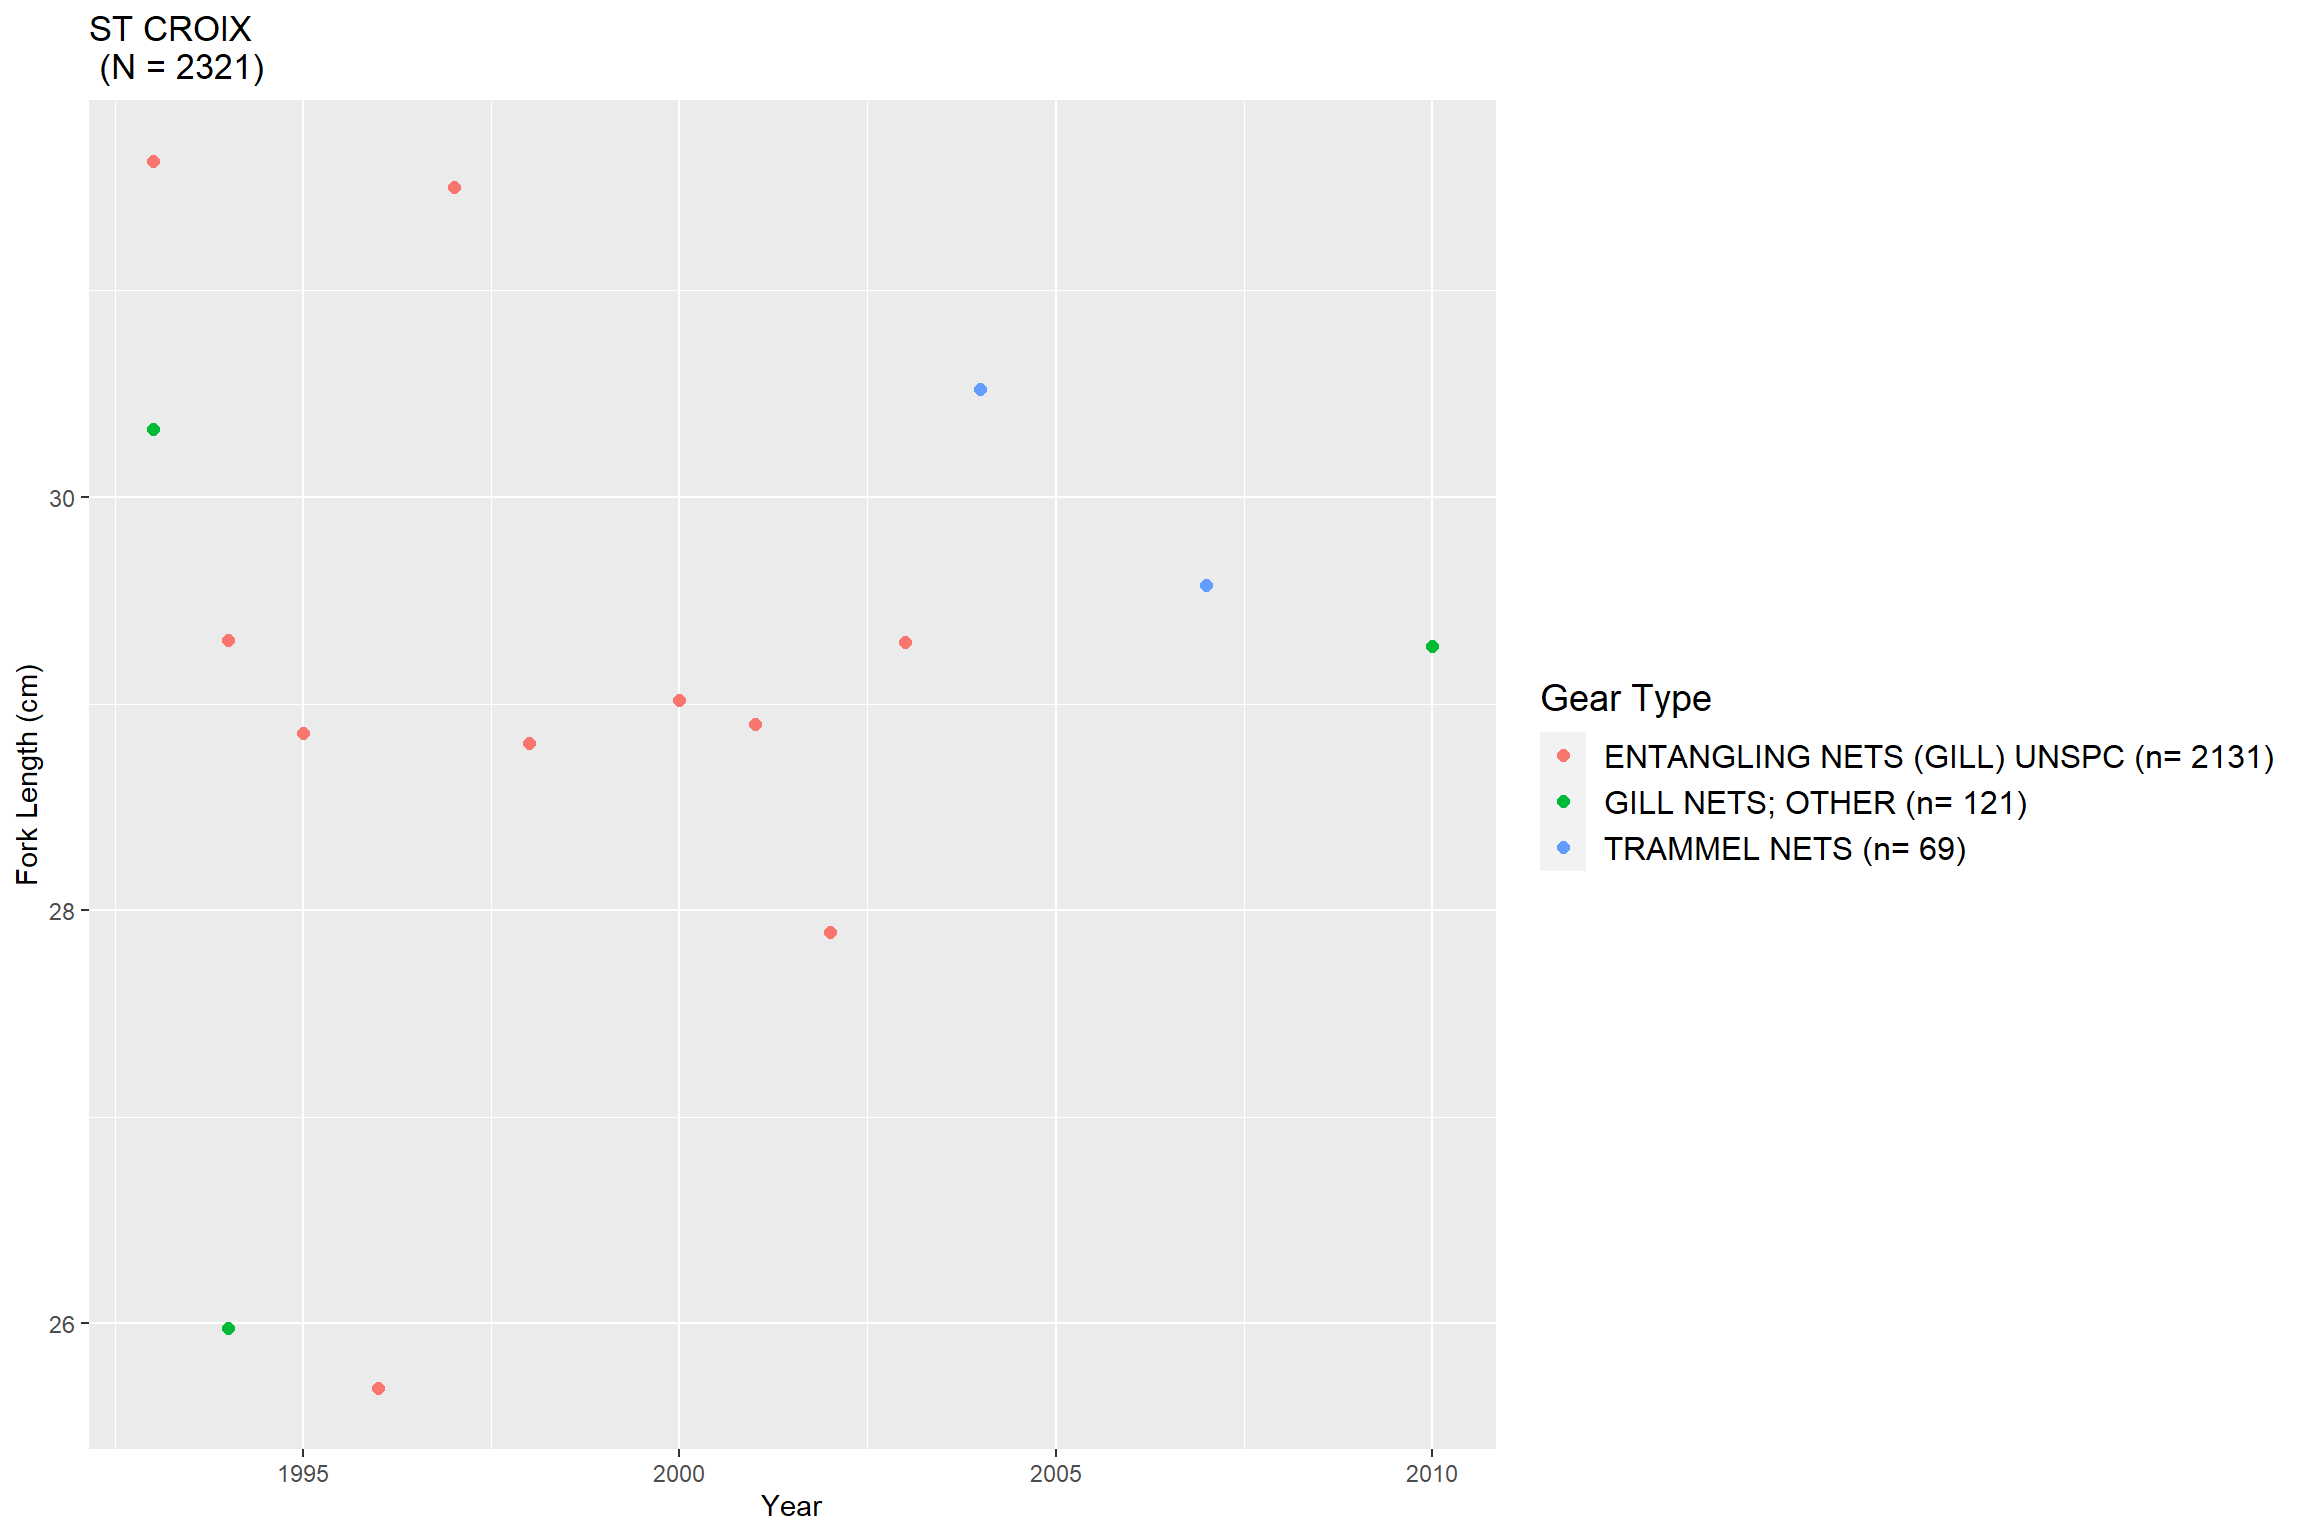 ST CROIX
(N = 2321)
30
28
26
Fork Length (cm)
1995 2000 2005 2010
Year
Gear Type
ENTANGLING NETS (GILL) UNSPC (n= 2131)
GILL NETS; OTHER (n= 121)
TRAMMEL NETS (n= 69)